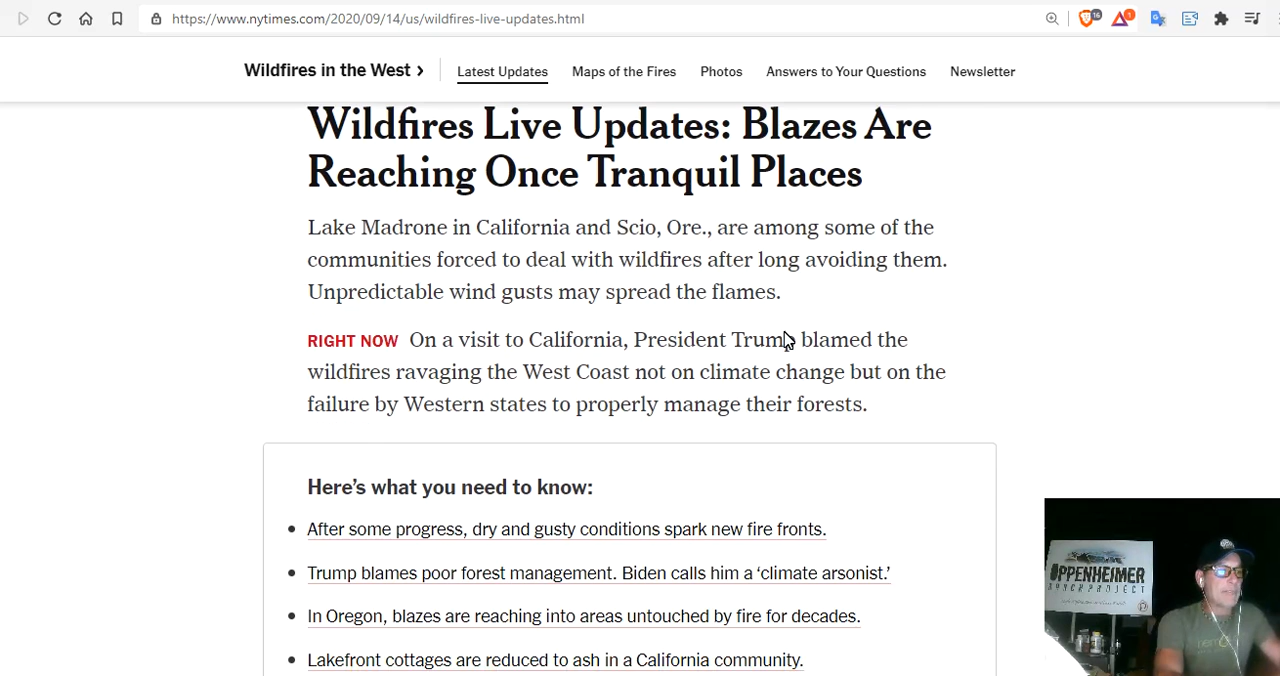 https://www.nytimes.com/2020/09/14/us/wildfires-live-updates.html
16
1
Wildfires in the West ›
Latest Updates
Maps of the Fires
Photos
Answers to Your Questions
Newsletter
Wildfires Live Updates: Blazes Are
Reaching Once Tranquil Places
Lake Madrone in California and Scio, Ore., are among some of the
communities forced to deal with wildfires after long avoiding them.
Unpredictable wind gusts may spread the flames.
RIGHT NOW On a visit to California, President Trump blamed the
wildfires ravaging the West Coast not on climate change but on the
failure by Western states to properly manage their forests.
Here’s what you need to know:
• After some progress, dry and gusty conditions spark new fire fronts.
• Trump blames poor forest management. Biden calls him a ‘climate arsonist.’
• In Oregon, blazes are reaching into areas untouched by fire for decades.
• Lakefront cottages are reduced to ash in a California community.
OPPENHEIMER
PROJECT